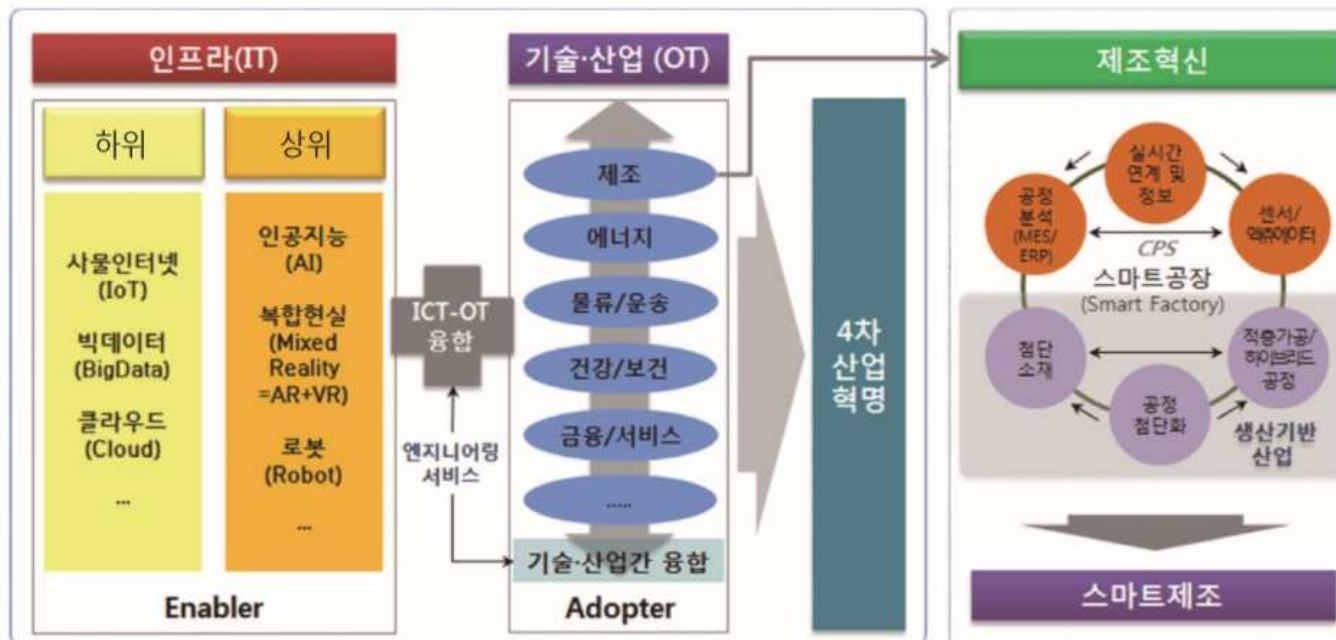 인프라(IT)
하위
상위
사물인터넷
(IoT)
빅데이터
(BigData)
클라우드
(Cloud)
...
인공지능
(AI)
복합현실
(Mixed
Reality
=AR+VR)
로봇
(Robot)
...
Enabler
ICT-OT
융합
엔지니어링
서비스
기술·산업 (OT)
제조
에너지
물류/운송
건강/보건
금융/서비스
.....
기술·산업간 융합
Adopter
4차
산업
혁명
제조혁신
실시간
연계 및
정보
공정
분석
(MES/
ERP)
센서/
액츄에이터
CPS
스마트공장
(Smart Factory)
첨단
소재
적층가공/
하이브리드
공정
공정
첨단화
생산기반
산업
스마트제조